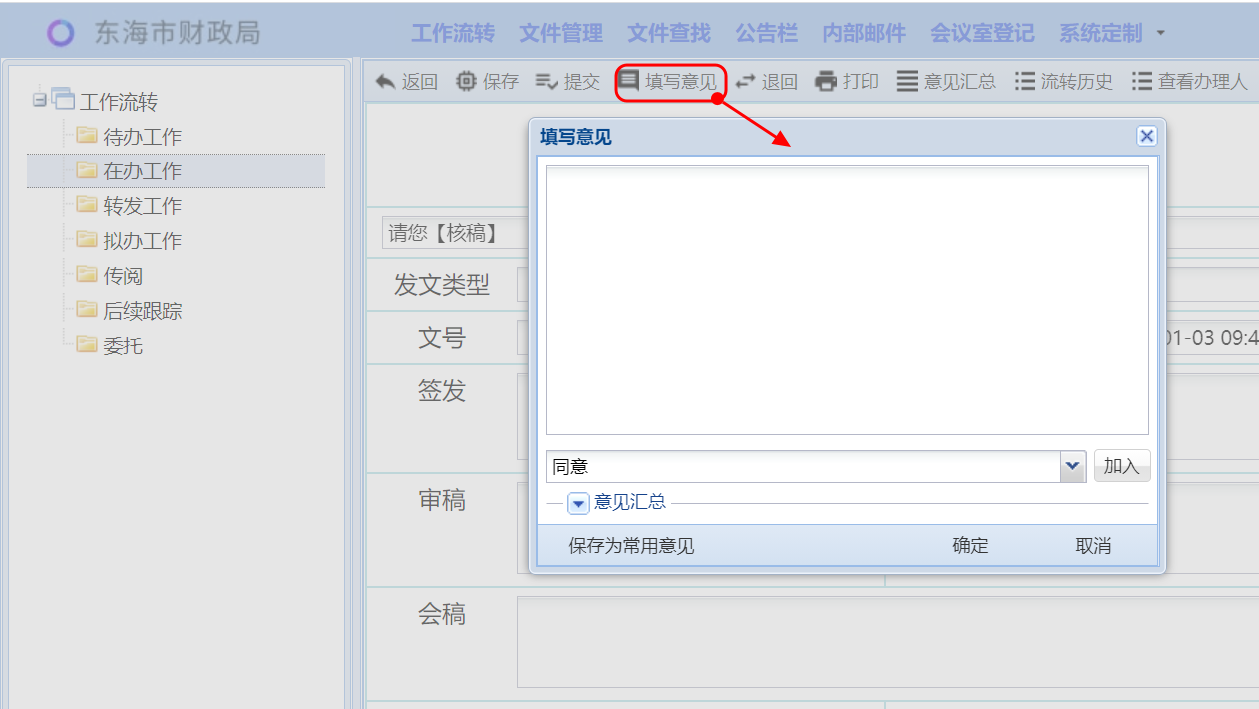 东海市财政局
工作流转 文件管理 文件查找 公告栏 内部邮件 会议室登记 系统定制
返回 保存 提交 填写意见 退回 打印 意见汇总 流转历史 查看办理人
工作流转
待办工作
在办工作
转发工作
拟办工作
传阅
后续跟踪
委托
填写意见
请您【核稿】
发文类型
文号
01-03 09:4
签发
同意 加入
意见汇总
审稿
保存为常用意见 确定 取消
会稿